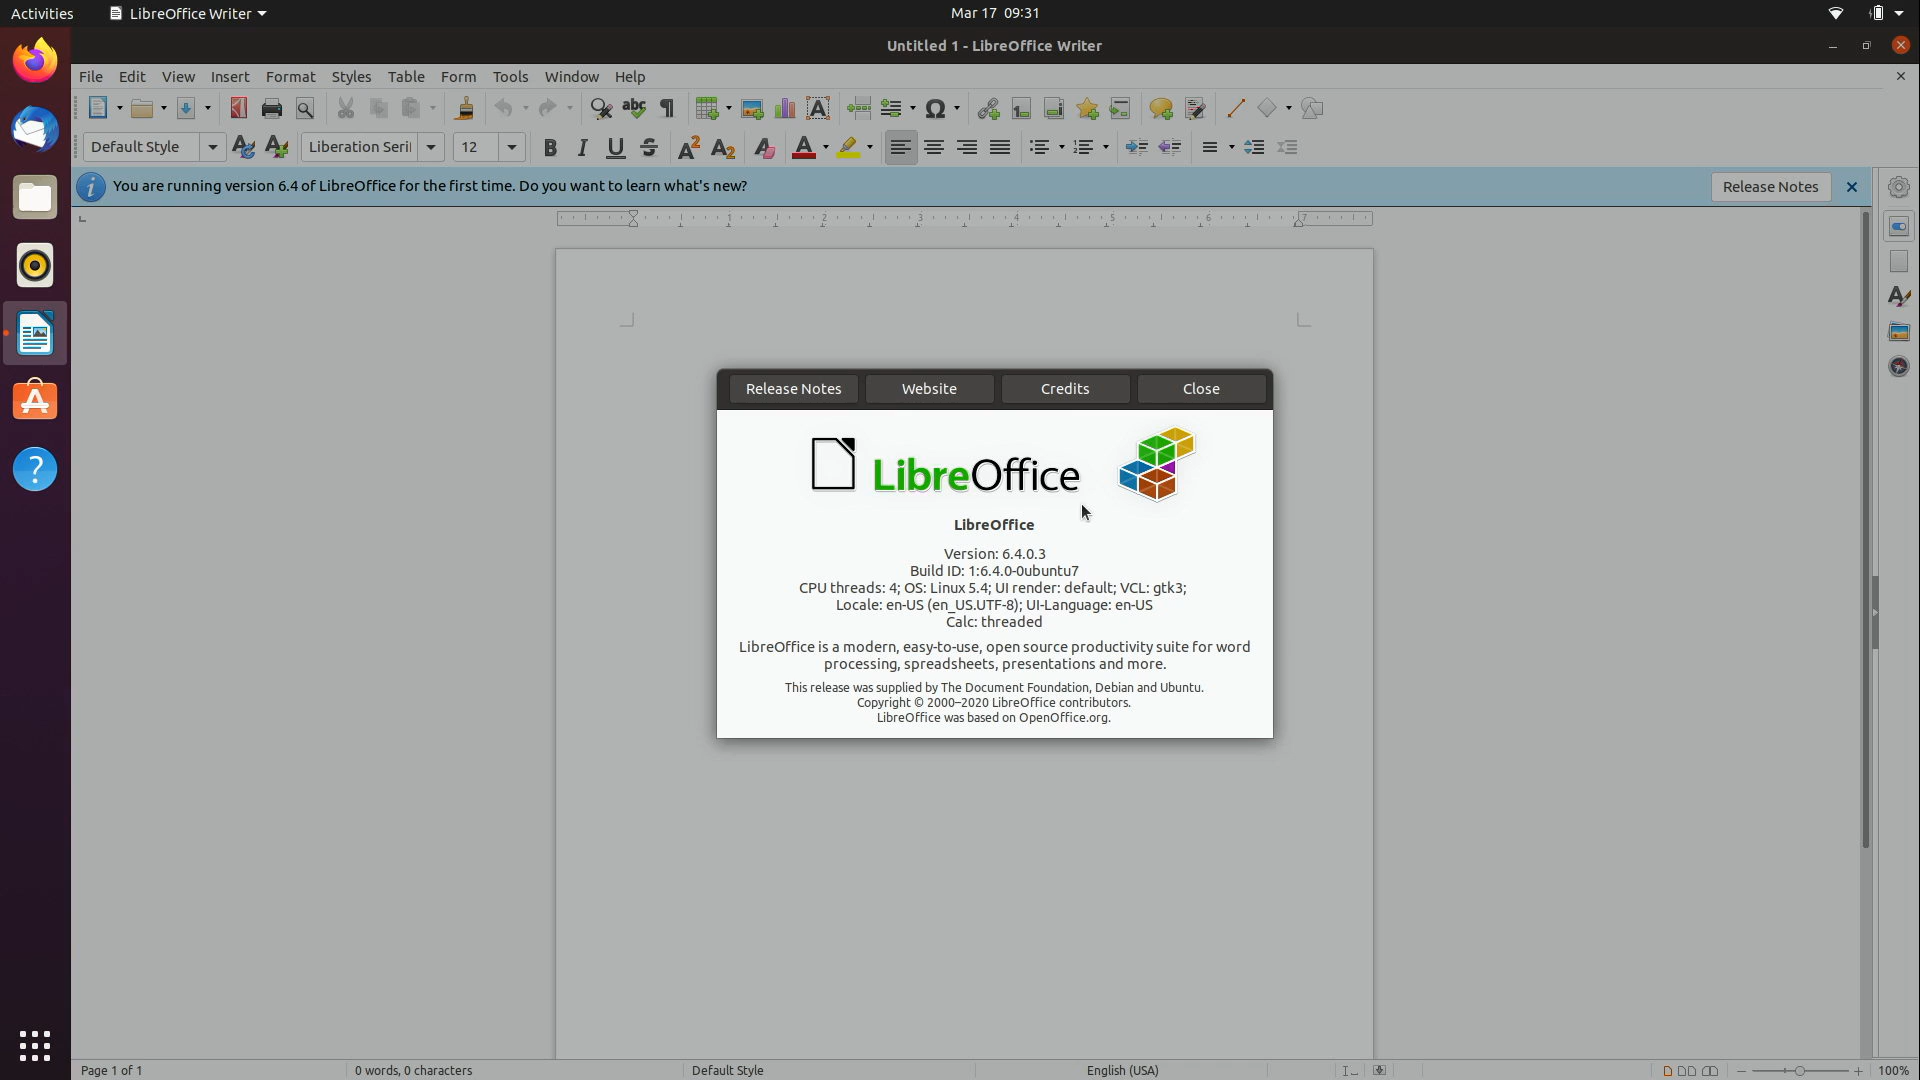 Activities LibreOffice Writer Mar 17 09:31
Untitled 1 - LibreOffice Writer
File Edit View Insert Format Styles Table Form Tools Window Help
Default Style Liberation Seri 12
You are running version 6.4 of LibreOffice for the first time. Do you want to learn what's new? Release Notes
1 2 3 4 5 6 7
Release Notes Website Credits Close
LibreOffice
LibreOffice
Version: 6.4.0.3
Build ID: 1:6.4.0-0ubuntu7
CPU threads: 4; OS: Linux 5.4; UI render: default; VCL: gtk3;
Locale: en-US (en_US.UTF-8); UI-Language: en-US
Calc: threaded
LibreOffice is a modern, easy-to-use, open source productivity suite for word
processing, spreadsheets, presentations and more.
This release was supplied by The Document Foundation, Debian and Ubuntu.
Copyright © 2000–2020 LibreOffice contributors.
LibreOffice was based on OpenOffice.org.
Page 1 of 1 0 words, 0 characters Default Style English (USA) 100%